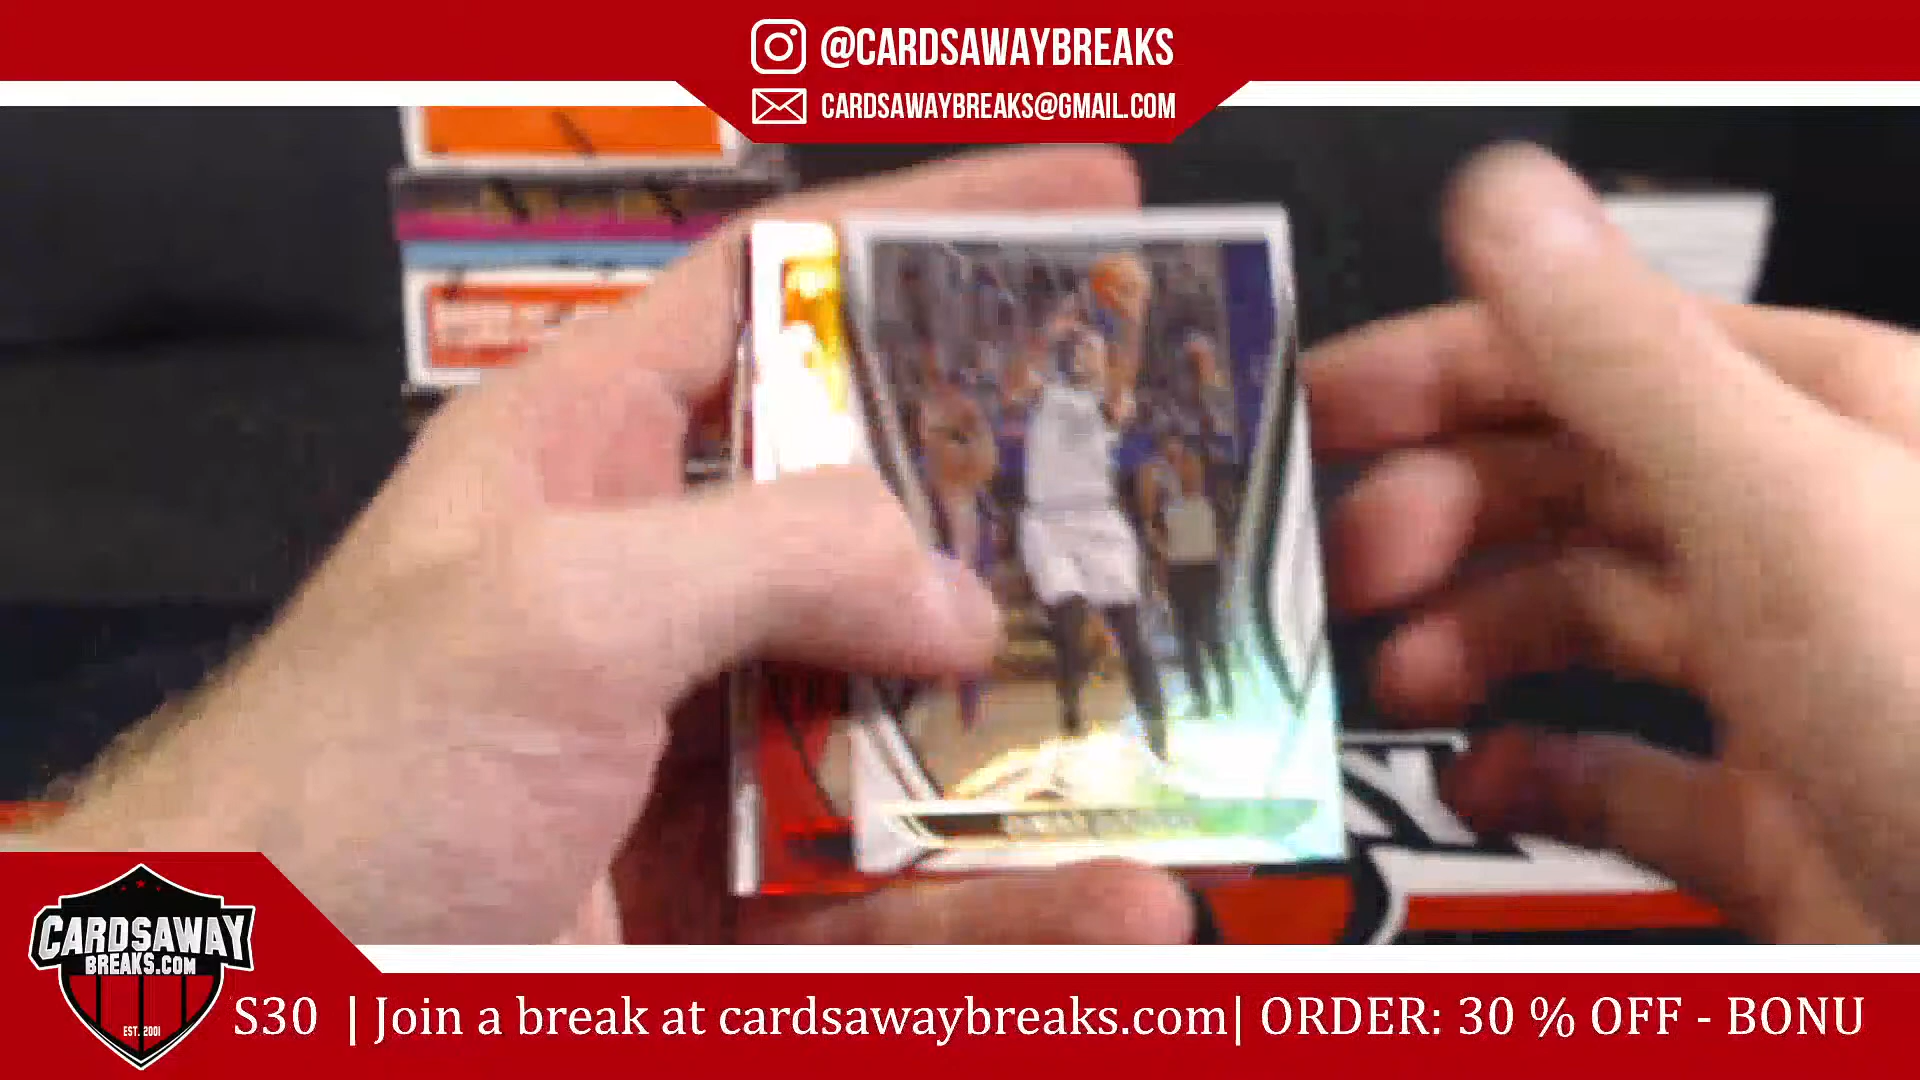 @CARDSAWAYBREAKS
CARDSAWAYBREAKS@GMAIL.COM
CARDSAWAY
BREAKS.COM
EST. 2001
S30 | Join a break at cardsawaybreaks.com| ORDER: 30 % OFF - BONU